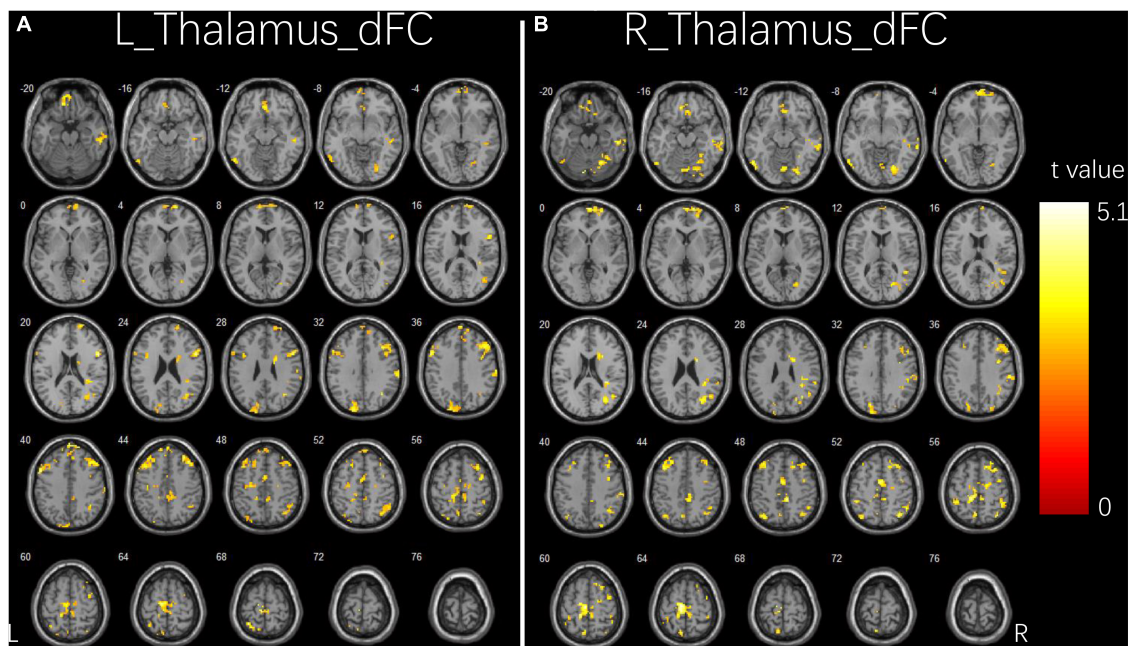 A L_Thalamus_dFC
-20 -16 -12 -8 -4
0 4 8 12 16
20 24 28 32 36
40 44 48 52 56
60 64 68 72 76
L
B R_Thalamus_dFC
-20 -16 -12 -8 -4
0 4 8 12 16
20 24 28 32 36
40 44 48 52 56
60 64 68 72 76
R
t value
5.1
0